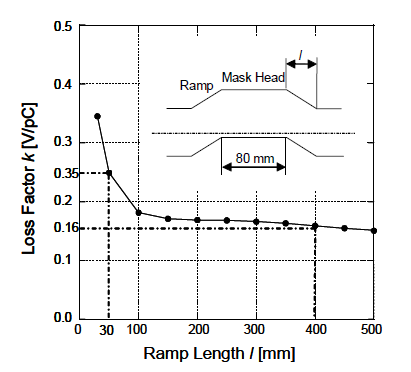 0.5
0.4
0.3
0.35
0.2
0.16
0.1
0.0
Loss Factor k [V/pC]
l
Mask Head
Ramp
80 mm
0 30 100 200 300 400 500
Ramp Length l [mm]